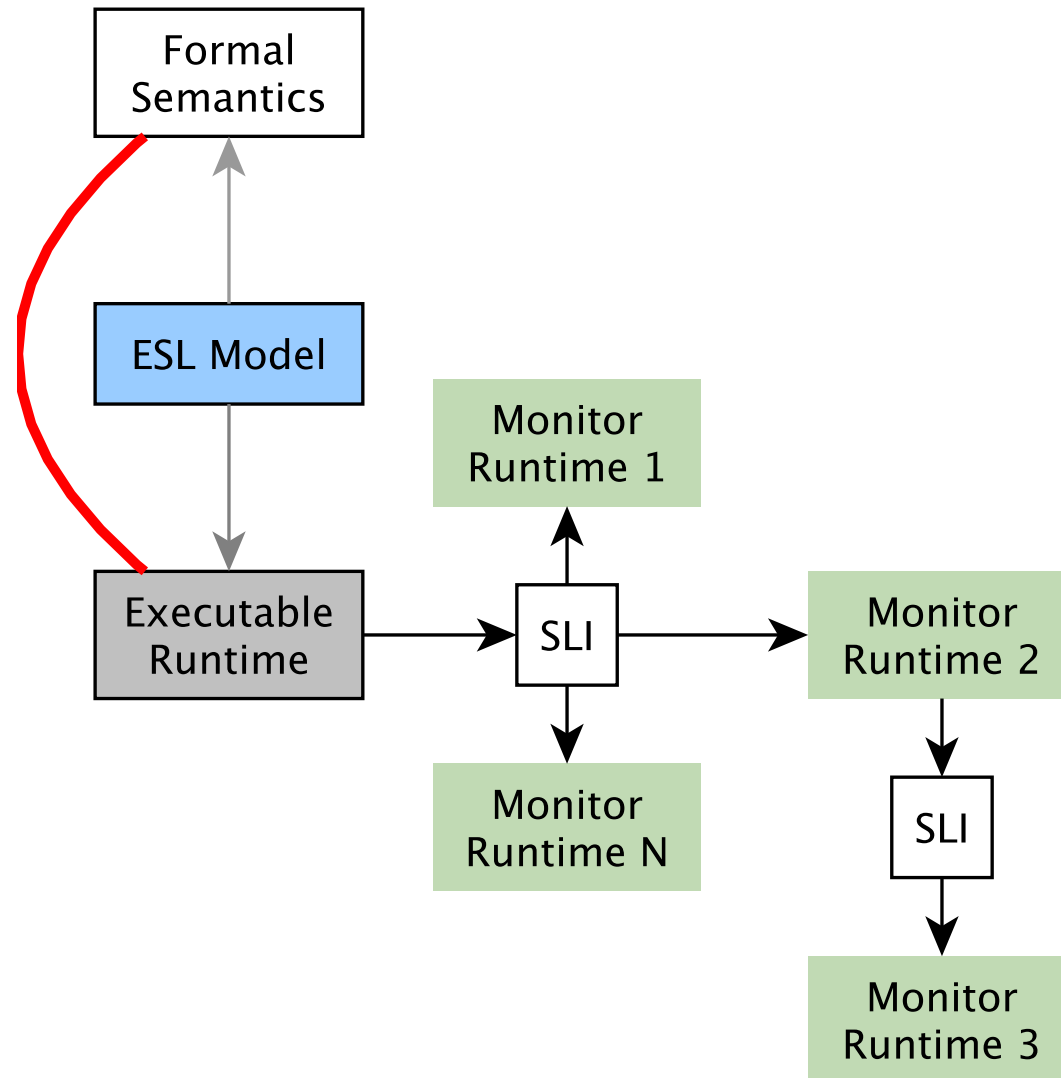 Formal
Semantics
ESL Model
Monitor
Runtime 1
Executable
Runtime
SLI
Monitor
Runtime 2
Monitor
Runtime N
SLI
Monitor
Runtime 3